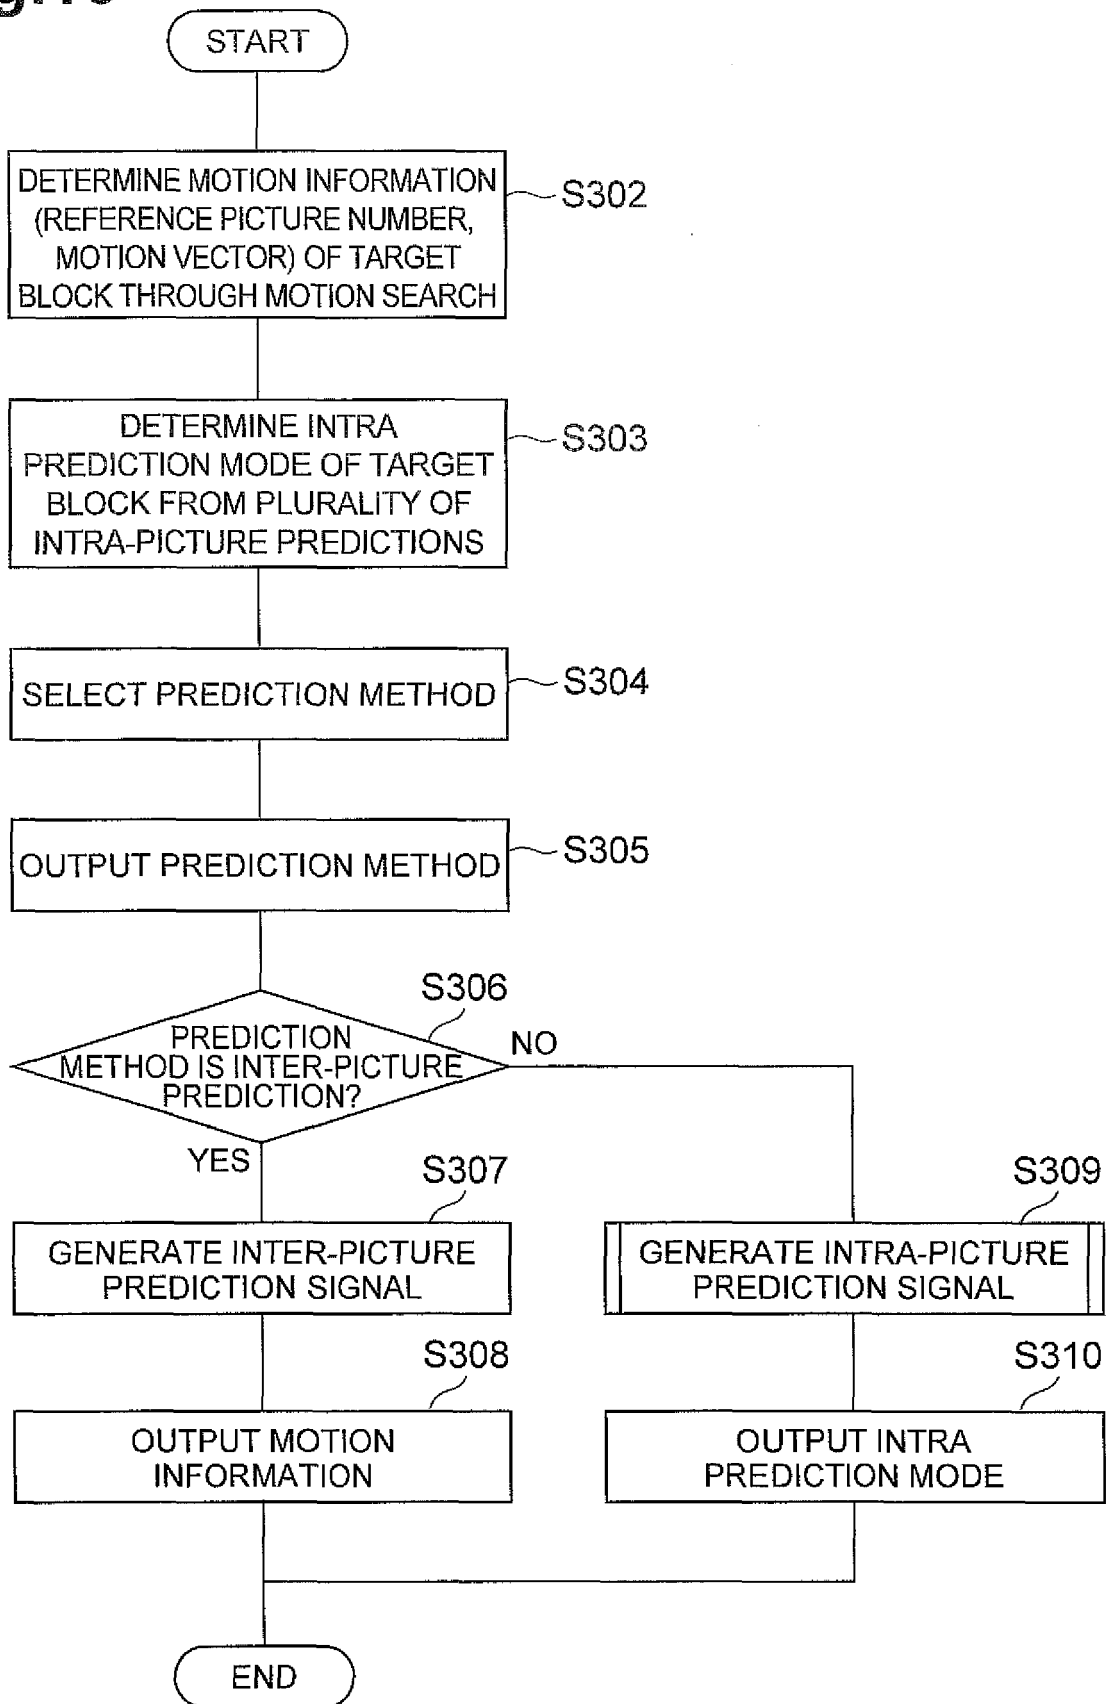 START
DETERMINE MOTION INFORMATION
(REFERENCE PICTURE NUMBER,
MOTION VECTOR) OF TARGET
BLOCK THROUGH MOTION SEARCH
S302
DETERMINE INTRA
PREDICTION MODE OF TARGET
BLOCK FROM PLURALITY OF
INTRA-PICTURE PREDICTIONS
S303
SELECT PREDICTION METHOD
S304
OUTPUT PREDICTION METHOD
S305
S306
PREDICTION
METHOD IS INTER-PICTURE
PREDICTION?
NO
YES
S307
GENERATE INTER-PICTURE
PREDICTION SIGNAL
S309
GENERATE INTRA-PICTURE
PREDICTION SIGNAL
S308
OUTPUT MOTION
INFORMATION
S310
OUTPUT INTRA
PREDICTION MODE
END